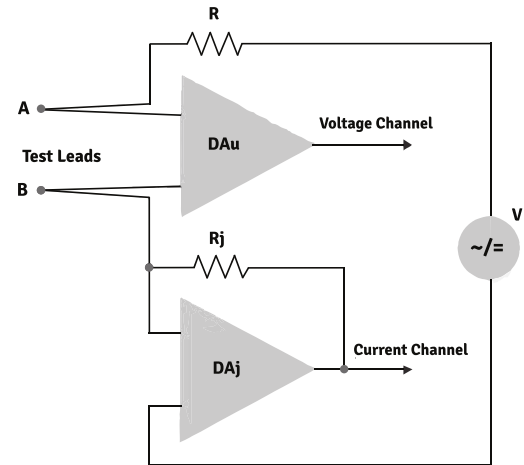 R
A
DAu
Voltage Channel
Test Leads
B
V
~/=
Rj
Current Channel
DAj